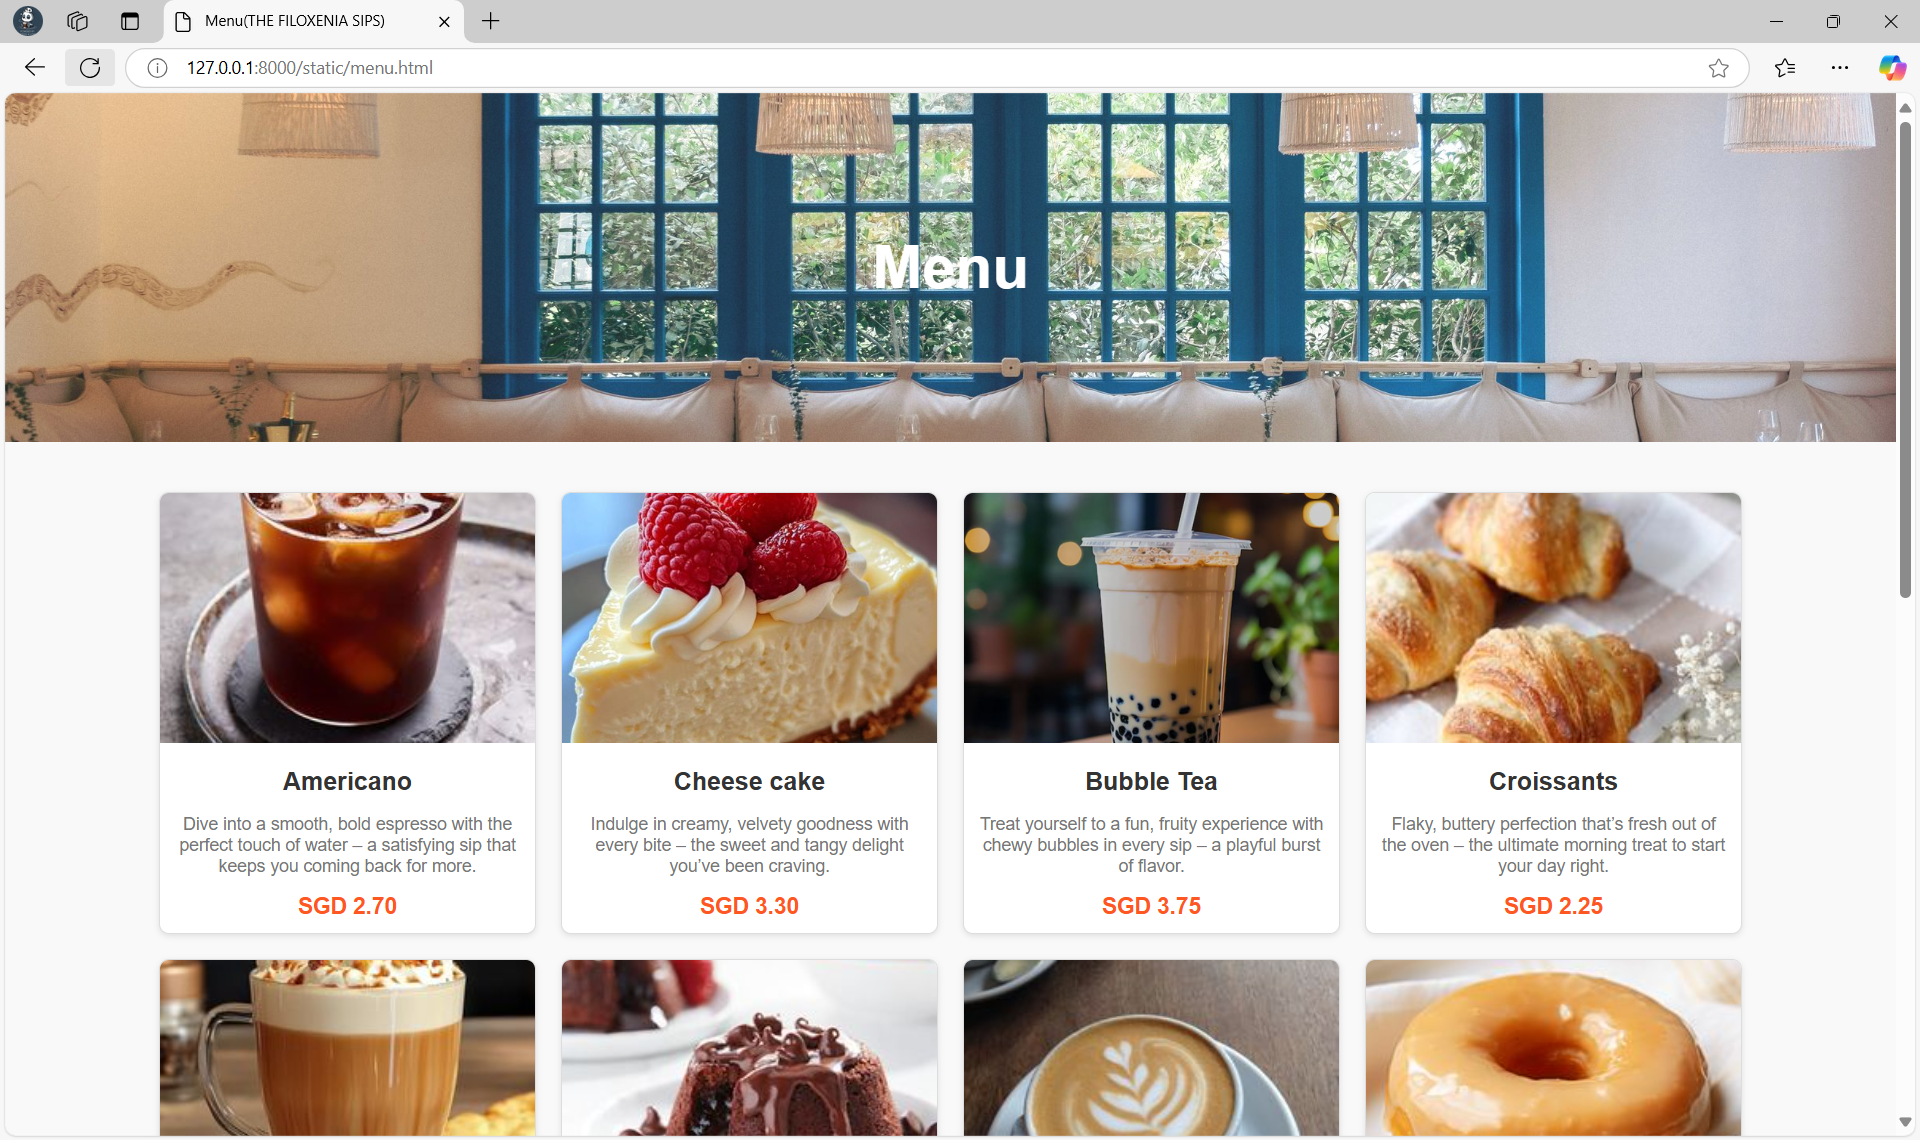 Menu(THE FILOXENIA SIPS)
127.0.0.1:8000/static/menu.html
Menu
Americano
Dive into a smooth, bold espresso with the
perfect touch of water – a satisfying sip that
keeps you coming back for more.
SGD 2.70
Cheese cake
Indulge in creamy, velvety goodness with
every bite – the sweet and tangy delight
you’ve been craving.
SGD 3.30
Bubble Tea
Treat yourself to a fun, fruity experience with
chewy bubbles in every sip – a playful burst
of flavor.
SGD 3.75
Croissants
Flaky, buttery perfection that’s fresh out of
the oven – the ultimate morning treat to start
your day right.
SGD 2.25